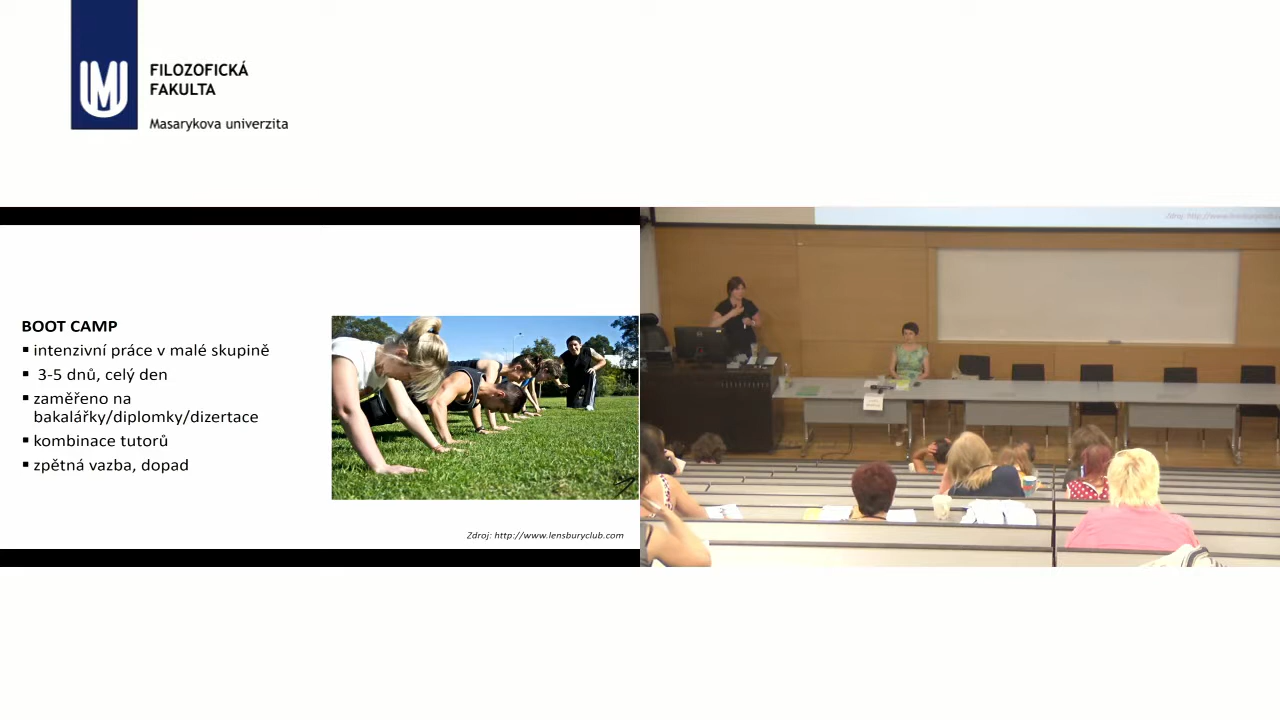 FILOZOFICKÁ
FAKULTA
Masarykova univerzita
BOOT CAMP
▪ intenzivní práce v malé skupině
▪ 3-5 dnů, celý den
▪ zaměřeno na
bakalářky/diplomky/dizertace
▪ kombinace tutorů
▪ zpětná vazba, dopad
Zdroj: http://www.lensburyclub.com